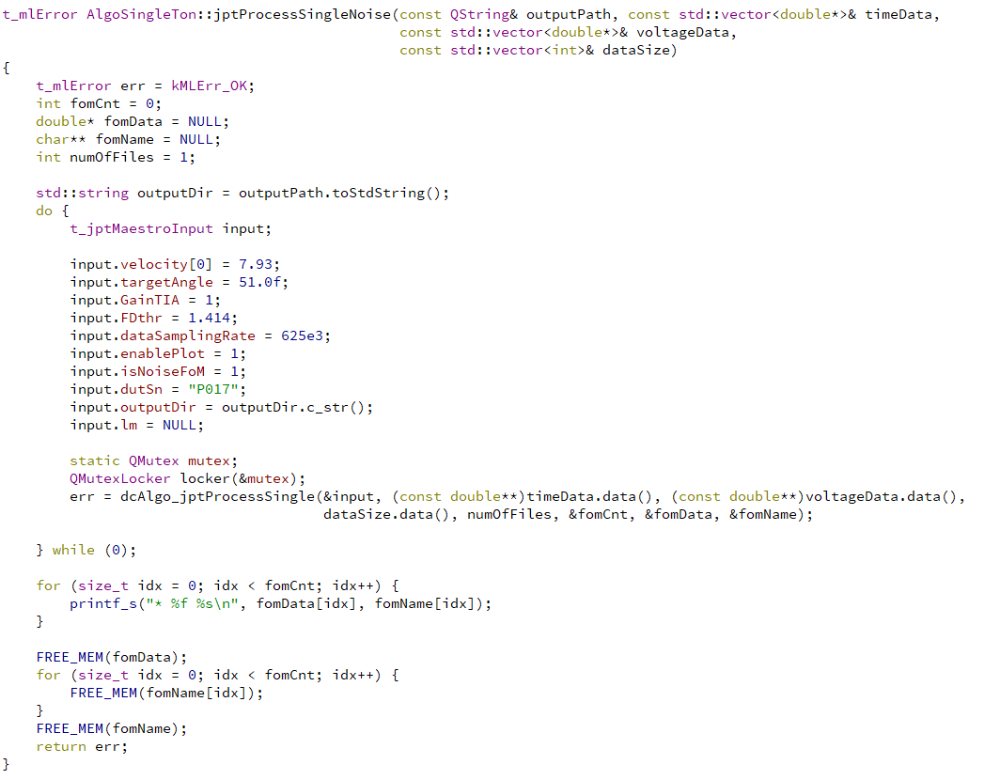 t_mlError AlgoSingleTon::jptProcessSingleNoise(const QString& outputPath, const std::vector<double*>& timeData,
                                               const std::vector<double*>& voltageData,
                                               const std::vector<int>& dataSize)
{
    t_mlError err = kMLErr_OK;
    int fomCnt = 0;
    double* fomData = NULL;
    char** fomName = NULL;
    int numOfFiles = 1;

    std::string outputDir = outputPath.toStdString();
    do {
        t_jptMaestroInput input;

        input.velocity[0] = 7.93;
        input.targetAngle = 51.0f;
        input.GainTIA = 1;
        input.FDthr = 1.414;
        input.dataSamplingRate = 625e3;
        input.enablePlot = 1;
        input.isNoiseFoM = 1;
        input.dutSn = "P017";
        input.outputDir = outputDir.c_str();
        input.lm = NULL;

        static QMutex mutex;
        QMutexLocker locker(&mutex);
        err = dcAlgo_jptProcessSingle(&input, (const double**)timeData.data(), (const double**)voltageData.data(),
                                      dataSize.data(), numOfFiles, &fomCnt, &fomData, &fomName);

    } while (0);

    for (size_t idx = 0; idx < fomCnt; idx++) {
        printf_s("* %f %s\n", fomData[idx], fomName[idx]);
    }

    FREE_MEM(fomData);
    for (size_t idx = 0; idx < fomCnt; idx++) {
        FREE_MEM(fomName[idx]);
    }
    FREE_MEM(fomName);
    return err;
}